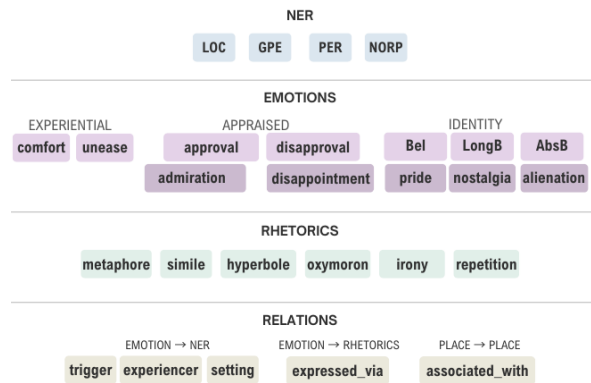 NER
LOC GPE PER NORP
EMOTIONS
EXPERIENTIAL APPRAISED IDENTITY
comfort unease approval disapproval Bel LongB AbsB
admiration disappointment pride nostalgia alienation
RHETORICS
metaphore simile hyperbole oxymoron irony repetition
RELATIONS
EMOTION → NER EMOTION → RHETORICS PLACE → PLACE
trigger experiencer setting expressed_via associated_with